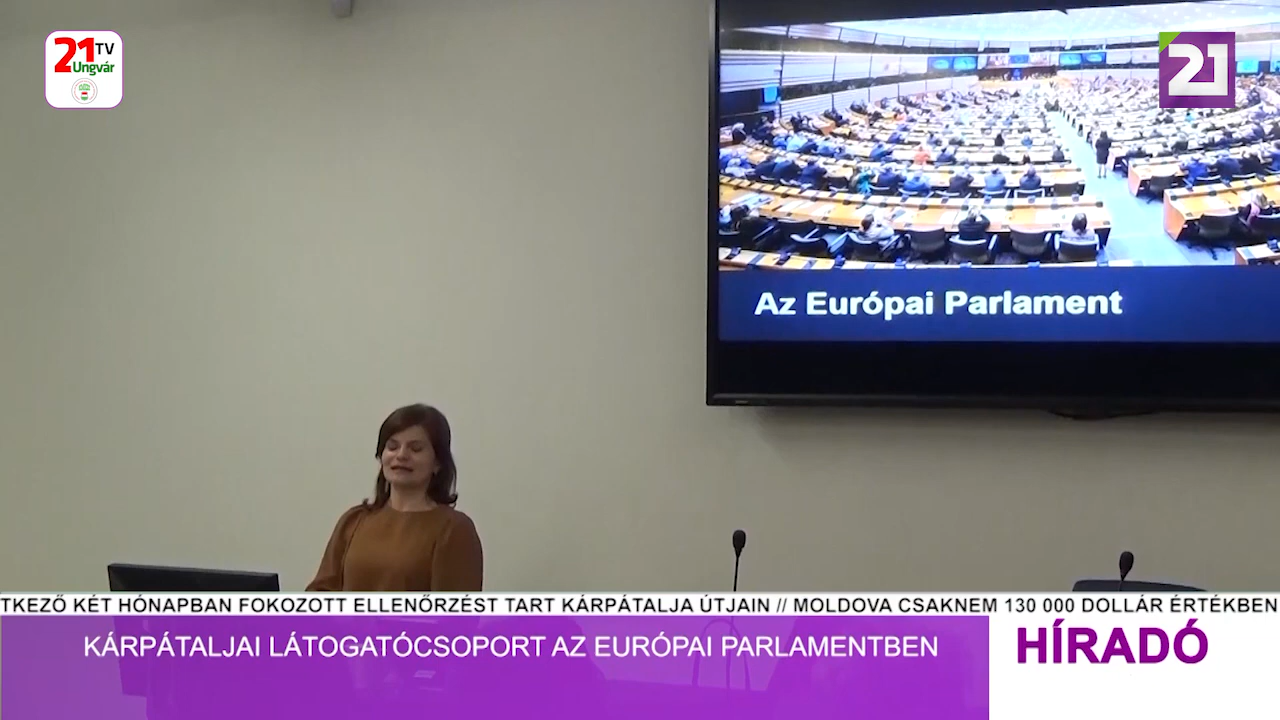 21 TV
Ungvár
21
Az Európai Parlament
TKEZŐ KÉT HÓNAPBAN FOKOZOTT ELLENŐRZÉST TART KÁRPÁTALJA ÚTJAIN // MOLDOVA CSAKNEM 130 000 DOLLÁR ÉRTÉKBEN
KÁRPÁTALJAI LÁTOGATÓCSOPORT AZ EURÓPAI PARLAMENTBEN
HÍRADÓ